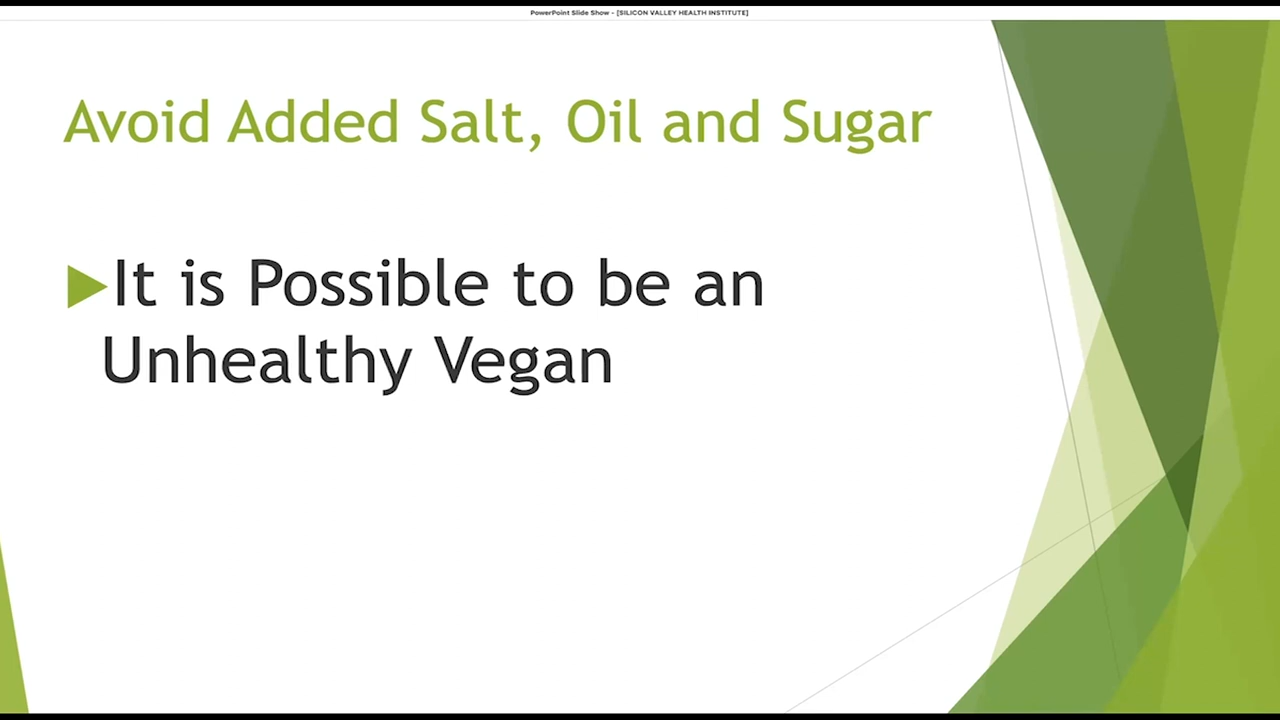 PowerPoint Slide Show - [SILICON VALLEY HEALTH INSTITUTE]
Avoid Added Salt, Oil and Sugar
It is Possible to be an
Unhealthy Vegan